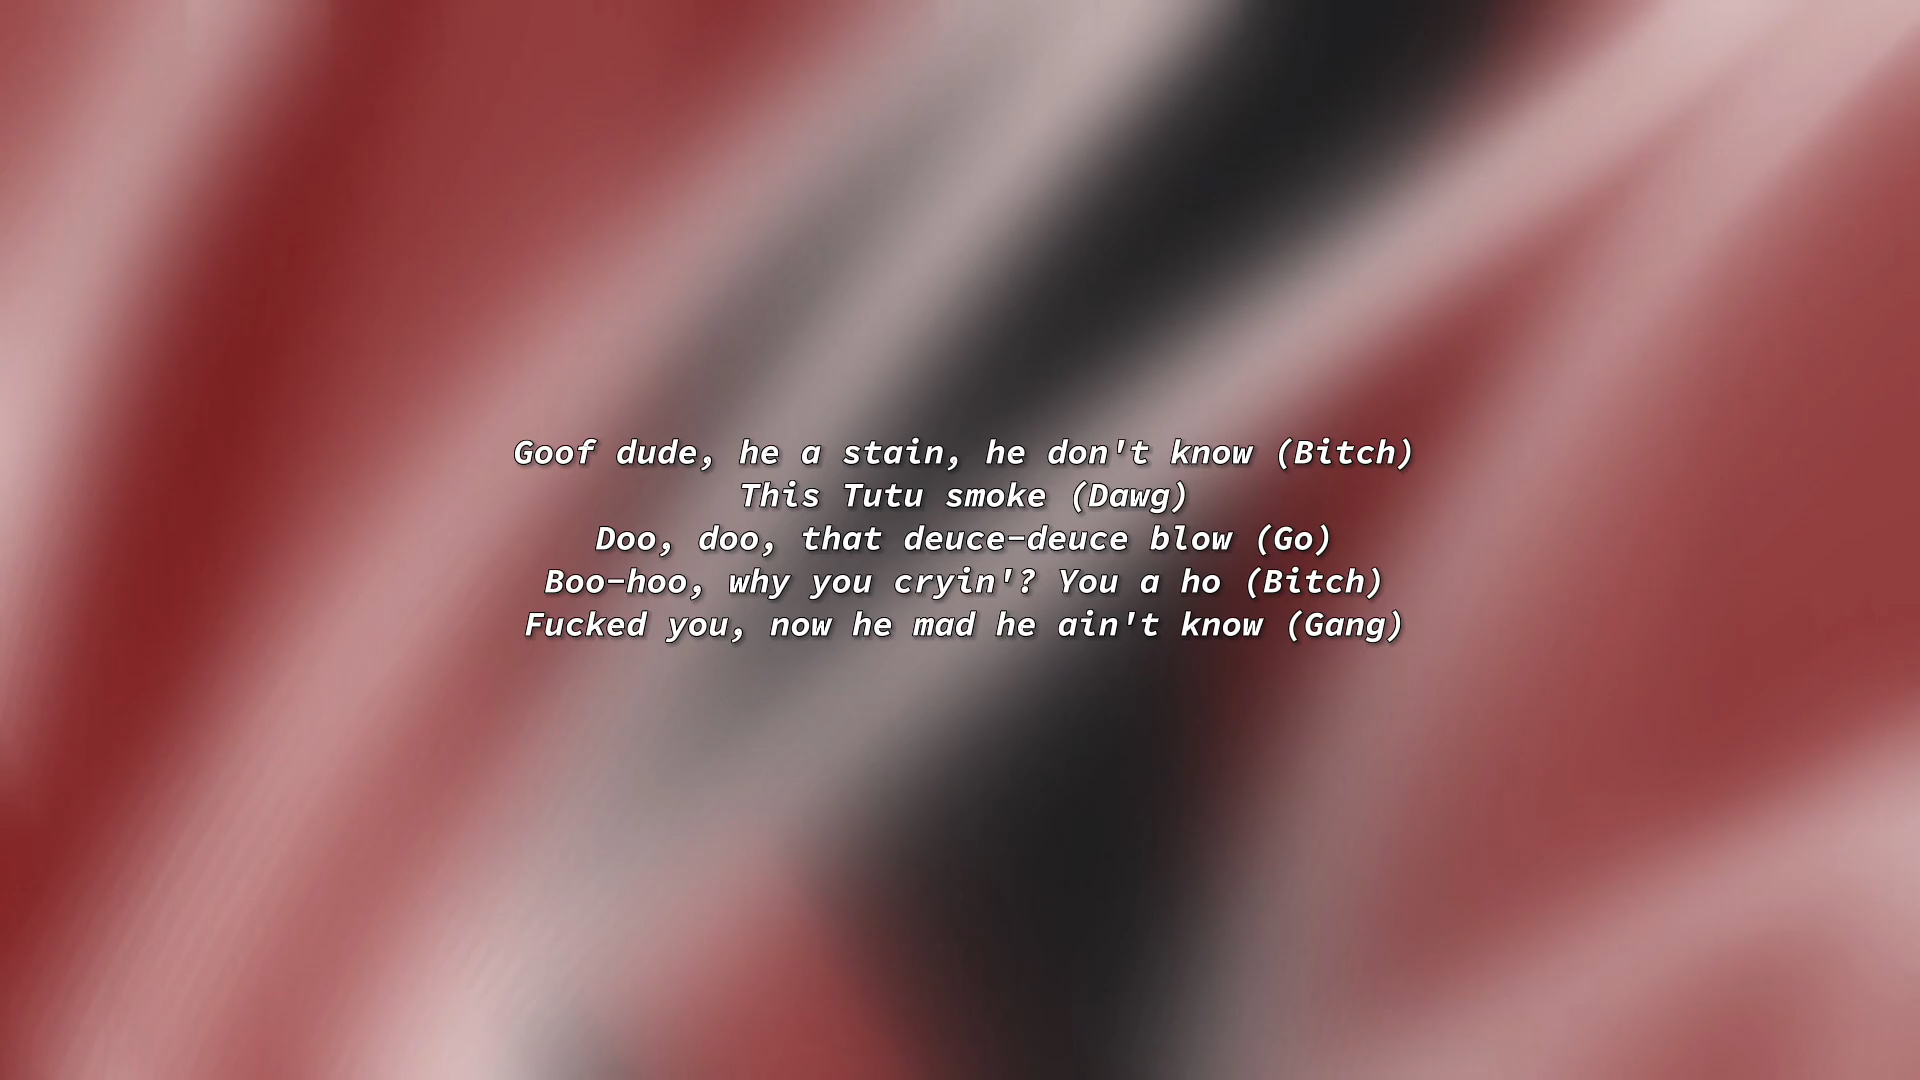 Goof dude, he a stain, he don't know (Bitch)
This Tutu smoke (Dawg)
Doo, doo, that deuce-deuce blow (Go)
Boo-hoo, why you cryin'? You a ho (Bitch)
Fucked you, now he mad he ain't know (Gang)